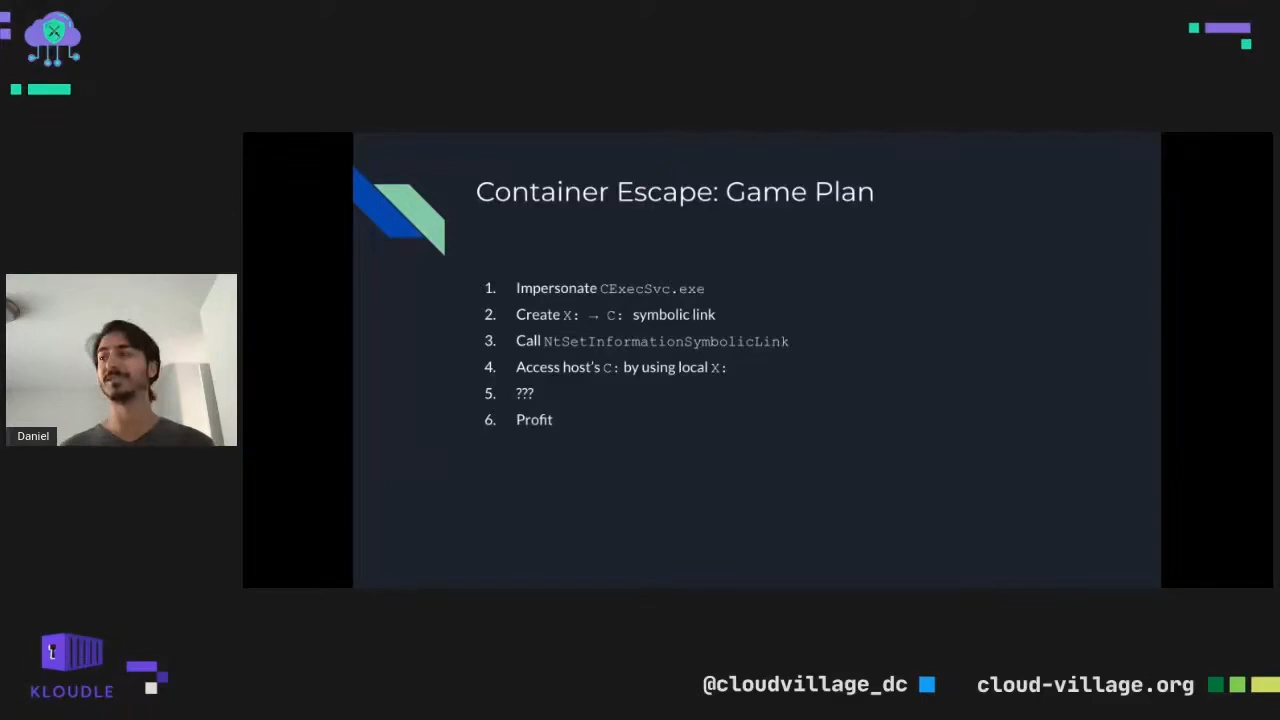 Container Escape: Game Plan
1. Impersonate CExecSvc.exe
2. Create X: → C: symbolic link
3. Call NtSetInformationSymbolicLink
4. Access host's C: by using local X:
5. ???
6. Profit
Daniel
KLOUDLE
@cloudvillage_dc
cloud-village.org